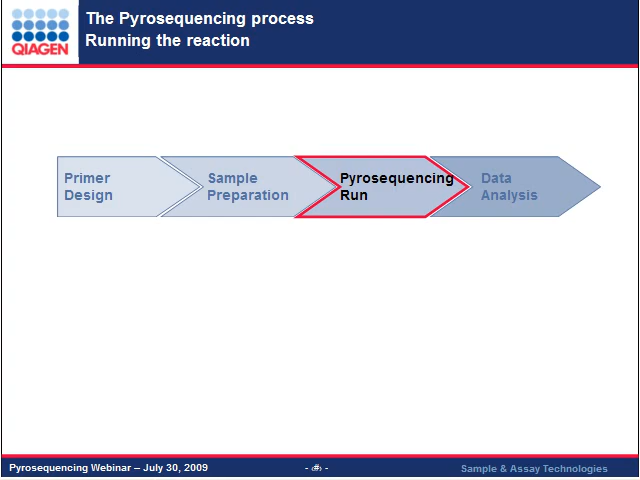 The Pyrosequencing process
Running the reaction
QIAGEN
Primer
Design
Sample
Preparation
Pyrosequencing
Run
Data
Analysis
Pyrosequencing Webinar – July 30, 2009
- ‹#› -
Sample & Assay Technologies